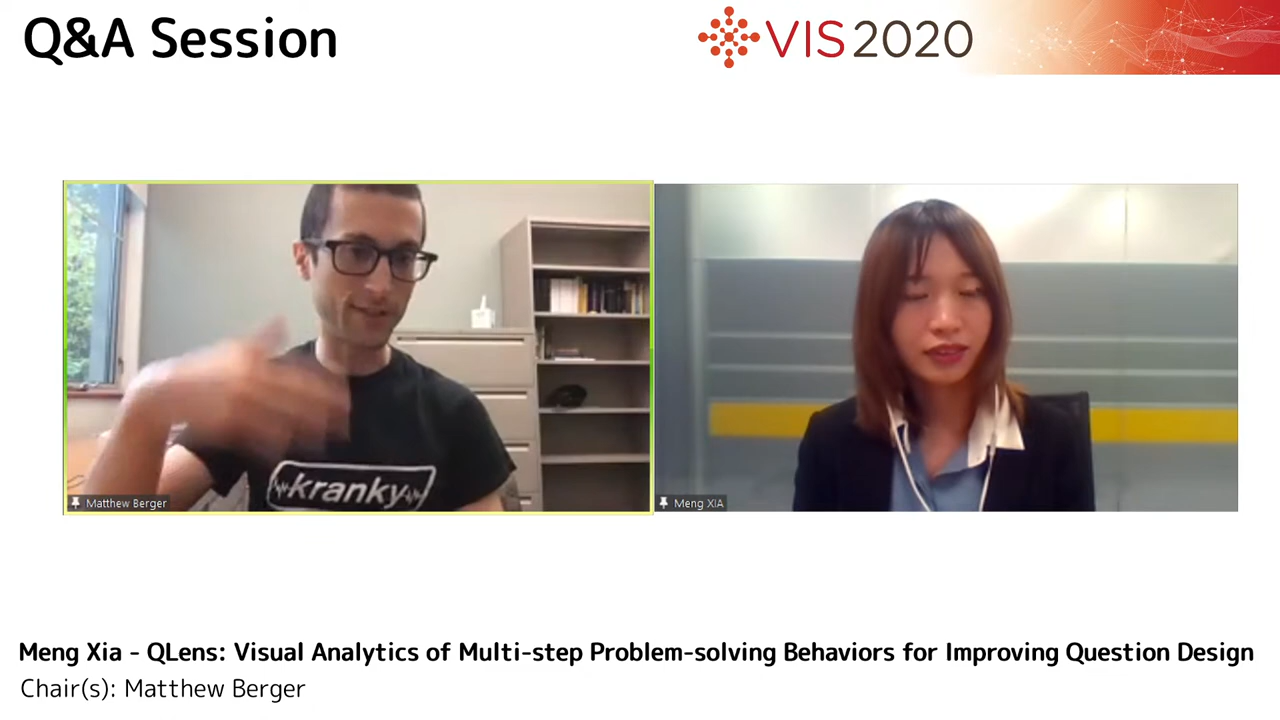 Q&A Session
VIS2020
kranky
Matthew Berger
Meng XIA
Meng Xia - QLens: Visual Analytics of Multi-step Problem-solving Behaviors for Improving Question Design
Chair(s): Matthew Berger